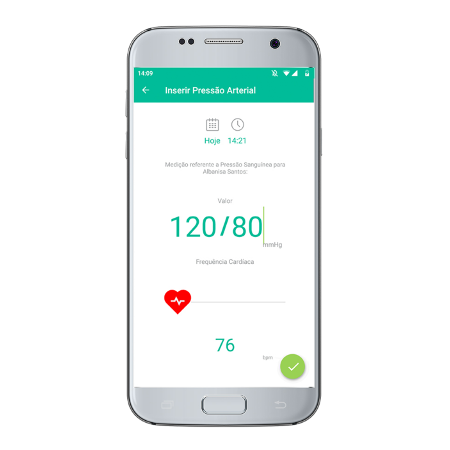 14:09
Inserir Pressão Arterial
Hoje 14:21
Medição referente a Pressão Sanguínea para
Albanisa Santos:
Valor
120/80
mmHg
Frequência Cardíaca
76
bpm